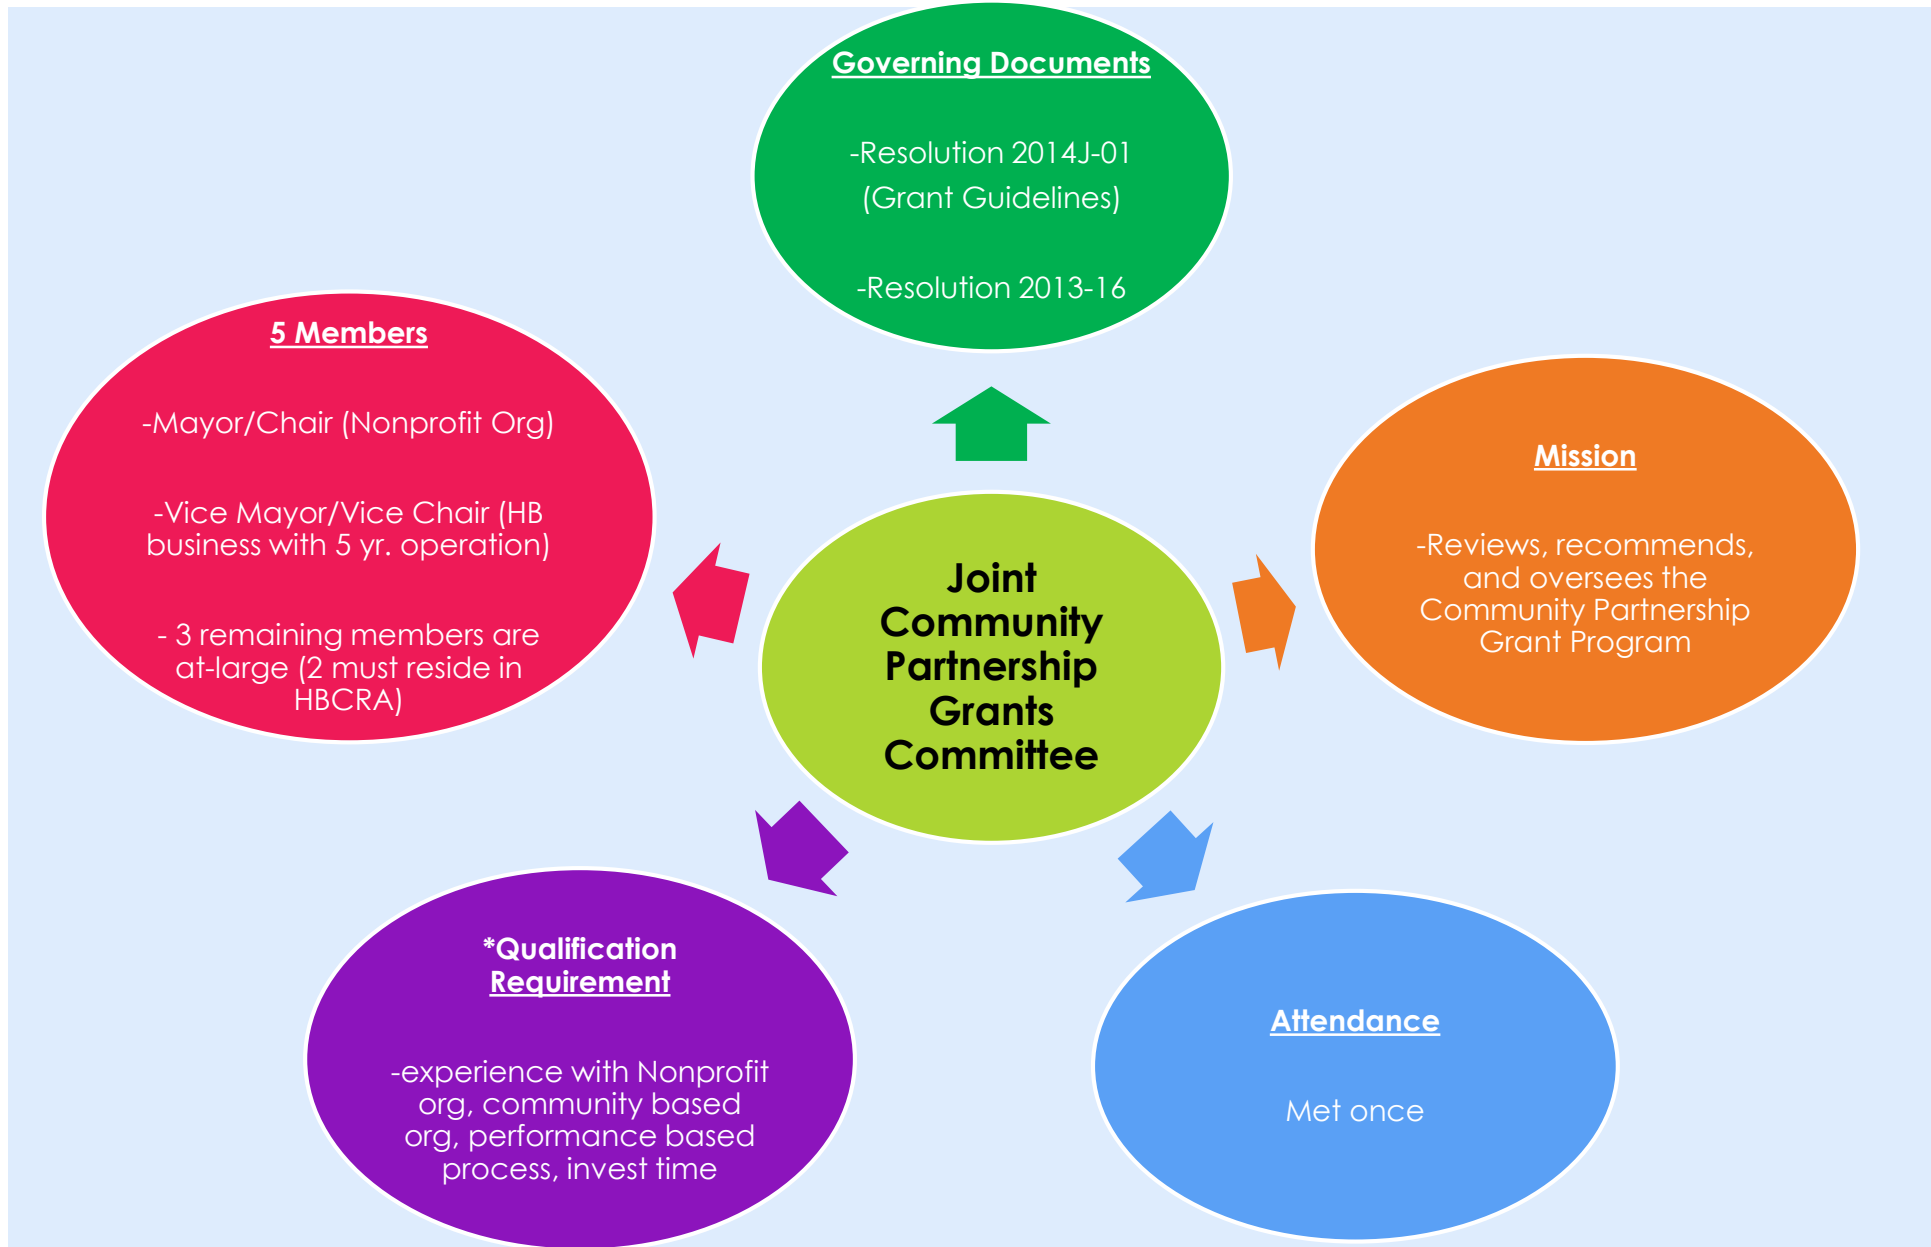 Governing Documents
-Resolution 2014J-01
(Grant Guidelines)
-Resolution 2013-16
5 Members
-Mayor/Chair (Nonprofit Org)
-Vice Mayor/Vice Chair (HB
business with 5 yr. operation)
- 3 remaining members are
at-large (2 must reside in
HBCRA)
Mission
-Reviews, recommends,
and oversees the
Community Partnership
Grant Program
Joint
Community
Partnership
Grants
Committee
*Qualification
Requirement
-experience with Nonprofit
org, community based
org, performance based
process, invest time
Attendance
Met once